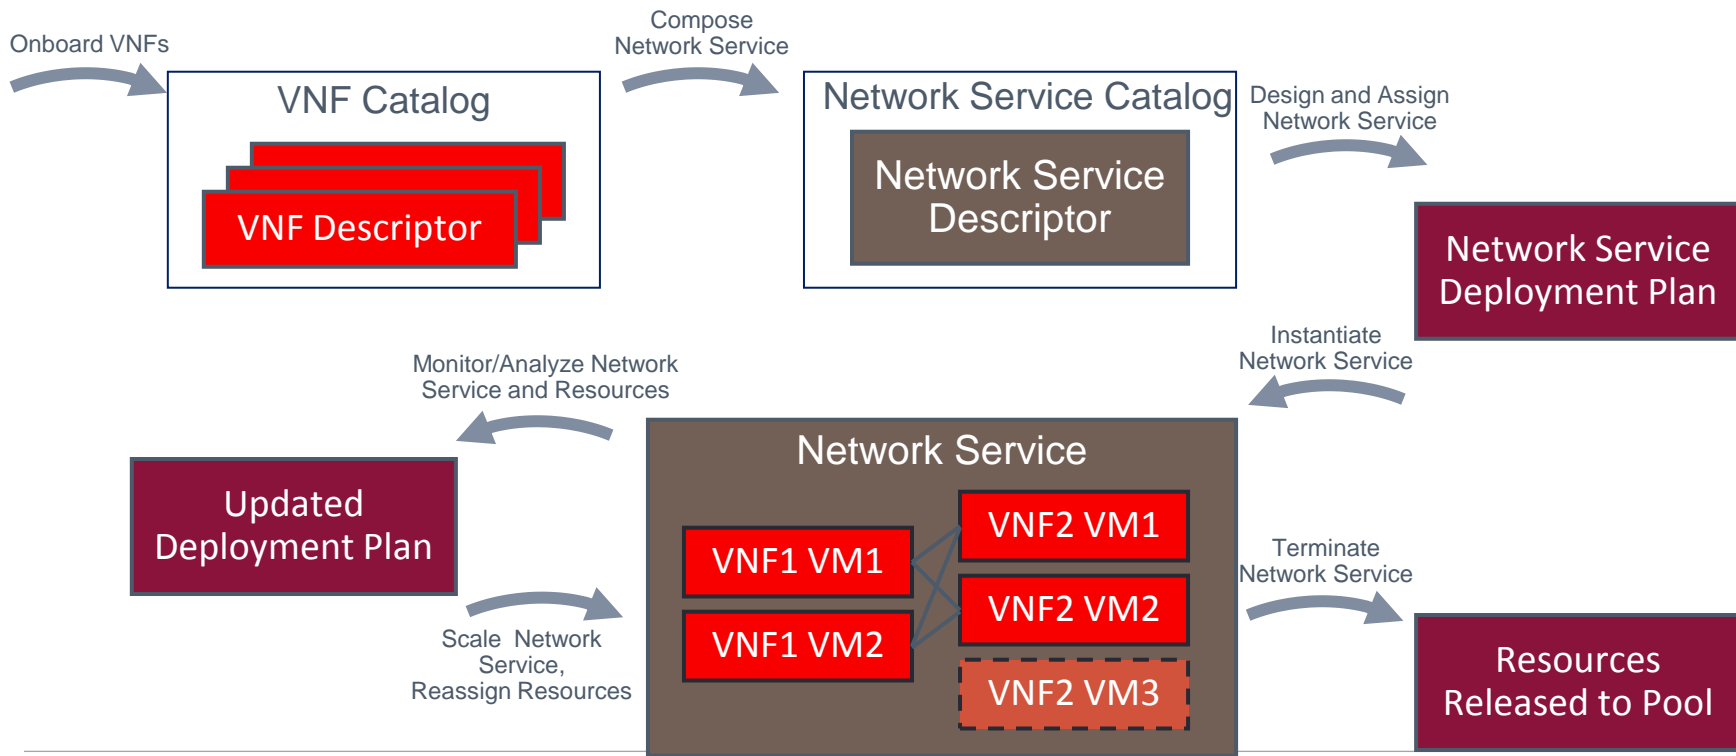 Onboard VNFs
VNF Catalog
VNF Descriptor
Compose
Network Service
Network Service Catalog
Network Service
Descriptor
Design and Assign
Network Service
Network Service
Deployment Plan
Instantiate
Network Service
Monitor/Analyze Network
Service and Resources
Updated
Deployment Plan
Scale Network
Service,
Reassign Resources
Network Service
VNF1 VM1
VNF1 VM2
VNF2 VM1
VNF2 VM2
VNF2 VM3
Terminate
Network Service
Resources
Released to Pool